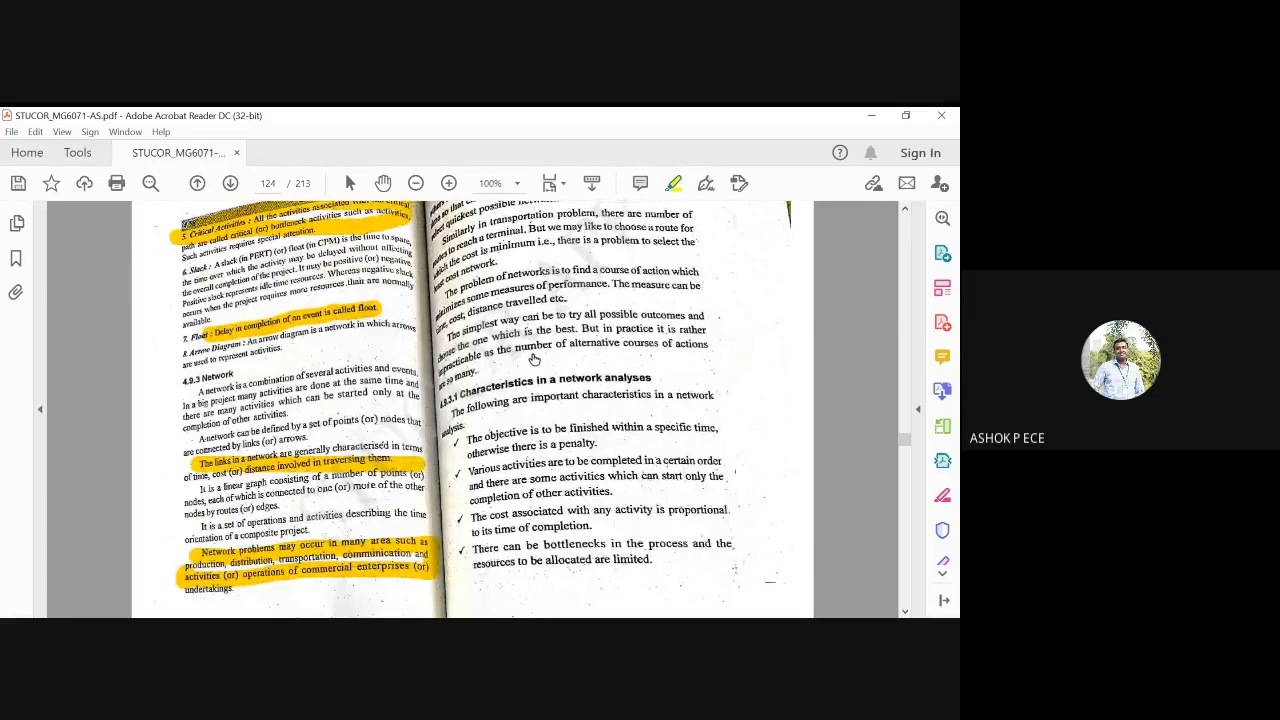 STUCOR_MG6071-AS.pdf - Adobe Acrobat Reader DC (32-bit)
File Edit View Sign Window Help
Home Tools STUCOR_MG6071-... × Sign In
124 / 213 100%
5. Critical Activities : All the activities associated with the critical
path are called critical (or) bottleneck activities such as activities,
Such activities requires special attention.
6. Slack : A slack (in PERT) (or) float (in CPM) is the time to spare,
the time over which the activity may be delayed without affecting
the overall completion of the project. It may be positive (or) negative.
Positive slack represents idle time resources. Whereas negative slack
occurs when the project requires more resources than are normally
available.
7. Float : Delay in completion of an event is called float.
8. Arrow Diagram : An arrow diagram is a network in which arrows
are used to represent activities.
4.9.3 Network
A network is a combination of several activities and events.
In a big project many activities are done at the same time and
there are many activities which can be started only at the
completion of other activities.
A network can be defined by a set of points (or) nodes that
are connected by links (or) arrows.
The links in a network are generally characterised in terms
of time, cost (or) distance involved in traversing them.
It is a linear graph consisting of a number of points (or)
nodes, each of which is connected to one (or) more of the other
nodes by routes (or) edges.
It is a set of operations and activities describing the time
orientation of a composite project.
Network problems may occur in many area such as
production, distribution, transportation, communication and
activities (or) operations of commercial enterprises (or)
undertakings.
quickest possible
Similarly in transportation problem, there are number of
to reach a terminal. But we may like to choose a route for
which the cost is minimum i.e., there is a problem to select the
cost network.
The problem of networks is to find a course of action which
minimizes some measures of performance. The measure can be
time, cost, distance travelled etc.
The simplest way can be to try all possible outcomes and
choose the one which is the best. But in practice it is rather
impracticable as the number of alternative courses of actions
are so many.
4.9.3.1 Characteristics in a network analyses
The following are important characteristics in a network
analysis.
✓ The objective is to be finished within a specific time,
otherwise there is a penalty.
✓ Various activities are to be completed in a certain order
and there are some activities which can start only the
completion of other activities.
✓ The cost associated with any activity is proportional
to its time of completion.
✓ There can be bottlenecks in the process and the
resources to be allocated are limited.
ASHOK P ECE